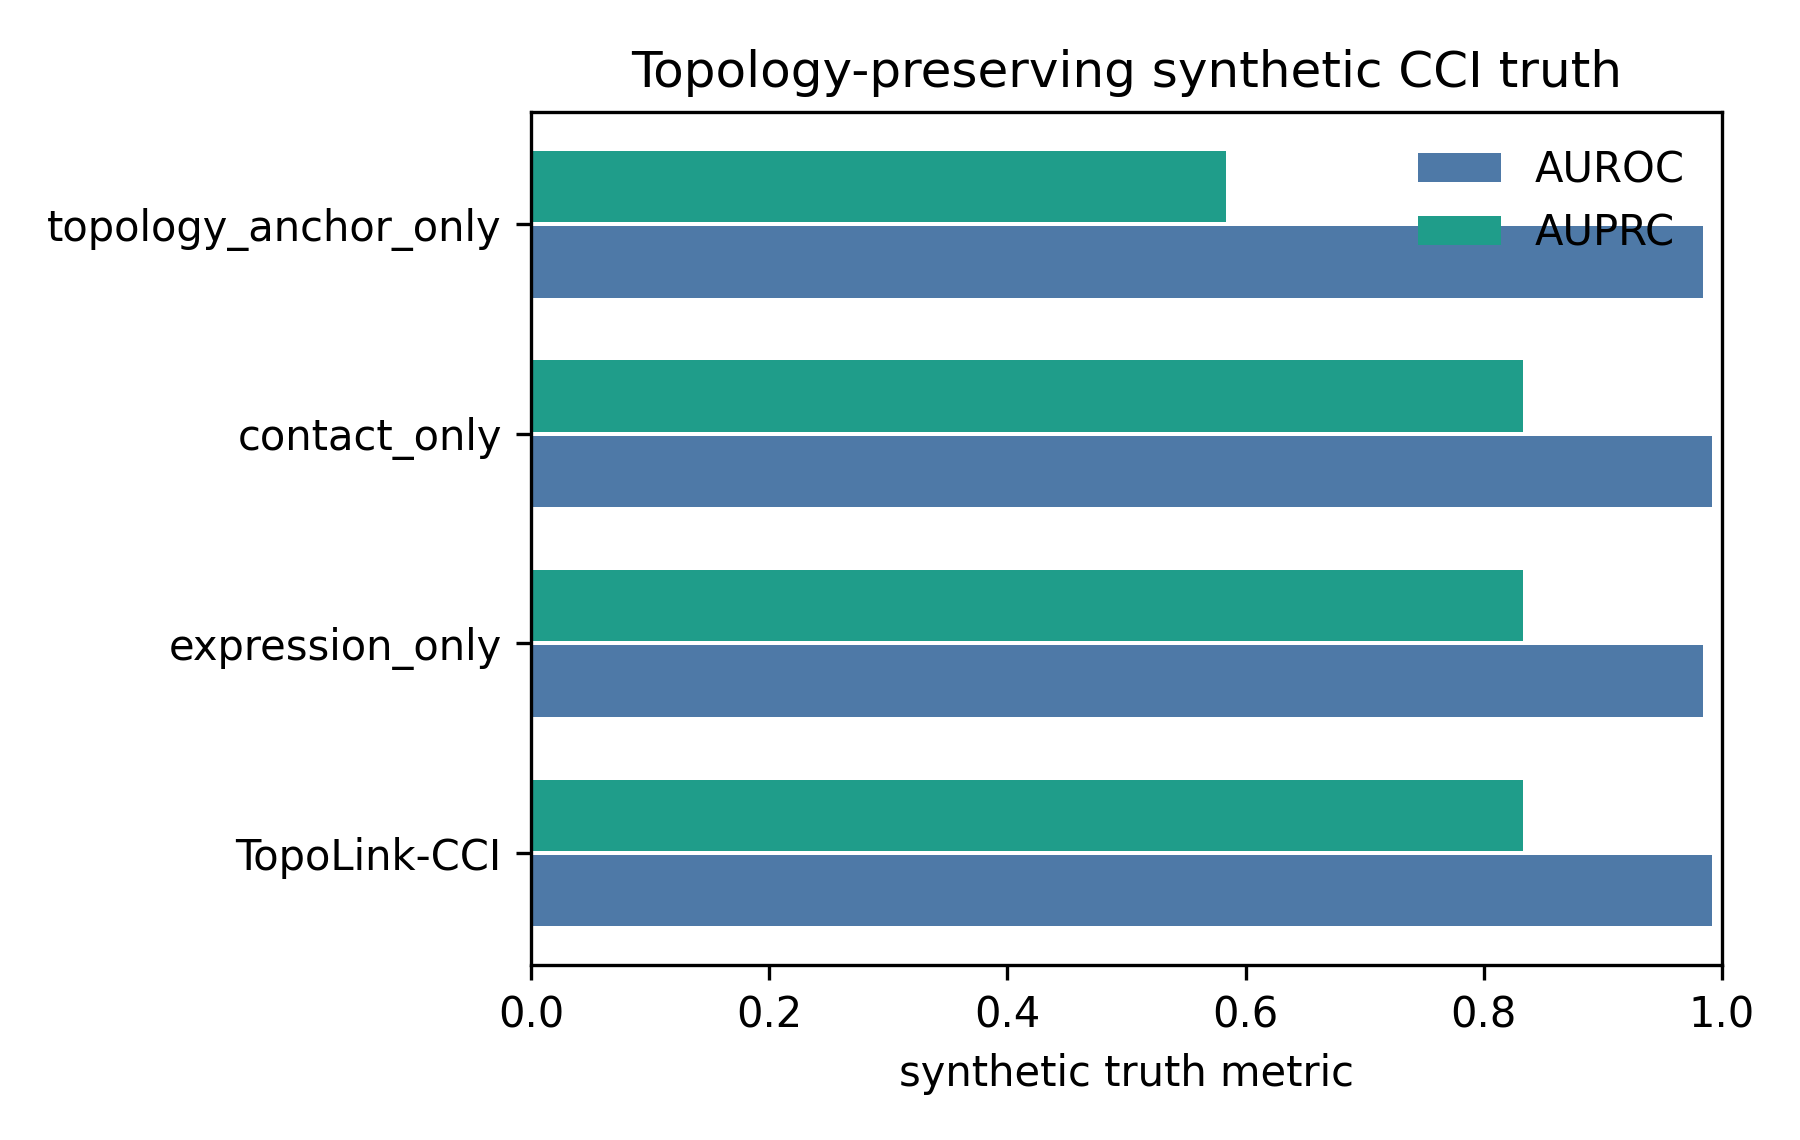 Topology-preserving synthetic CCI truth
AUROC
AUPRC
topology_anchor_only
contact_only
expression_only
TopoLink-CCI
0.0 0.2 0.4 0.6 0.8 1.0
synthetic truth metric